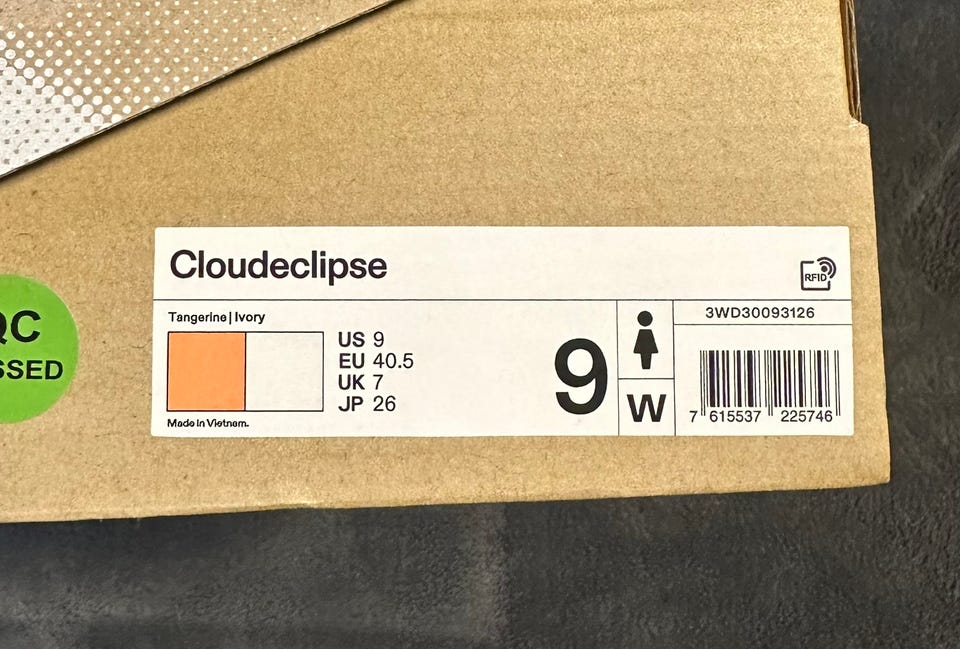 Cloudeclipse
RFID
Tangerine | Ivory
US 9
EU 40.5
UK 7
JP 26
Made in Vietnam.
9
W
3WD30093126
7 615537 225746
QC